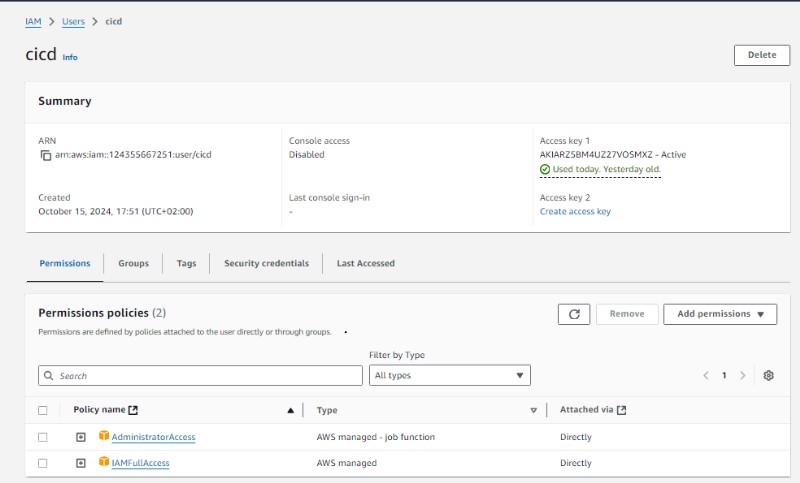 IAM > Users > cicd
cicd Info
Delete
Summary
ARN
arn:aws:iam::124355667251:user/cicd
Console access
Disabled
Access key 1
AKIARZ5BM4UZ27VOSMXZ - Active
Used today. Yesterday old.
Created
October 15, 2024, 17:51 (UTC+02:00)
Last console sign-in
-
Access key 2
Create access key
Permissions Groups Tags Security credentials Last Accessed
Permissions policies (2)
Remove Add permissions
Permissions are defined by policies attached to the user directly or through groups.
Filter by Type
Search All types 1
Policy name Type Attached via
AdministratorAccess AWS managed - job function Directly
IAMFullAccess AWS managed Directly